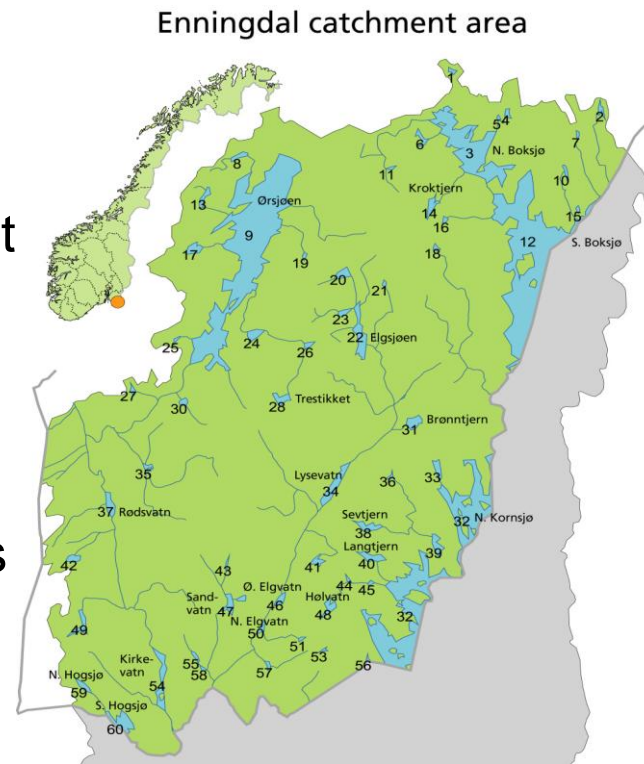 Enningdal catchment area
1
2
3
N. Boksjø
5
4
6
7
8
11
10
Kroktjern
13
Ørsjøen
14
15
16
9
12
S. Boksjø
17
18
19
20
21
23
22
Elgsjøen
25
24
26
27
28
Trestikket
30
Brønntjern
31
35
Lysevatn
34
36
33
37
Rødsvatn
Sevtjern
38
32
N. Kornsjø
Langtjern
39
42
43
41
40
Ø. Elgvatn
44
45
Sand-
vatn
47
46
Hølvatn
48
32
N. Elgvatn
49
50
51
53
N. Hogsjø
59
Kirke-
vatn
54
55
58
57
56
S. Hogsjø
60
t
s